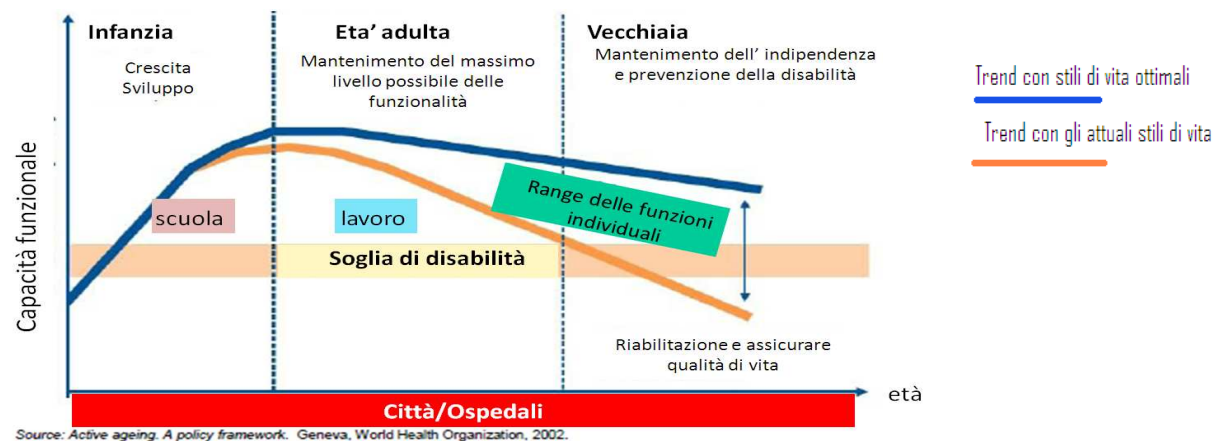 Infanzia
Crescita
Sviluppo
Eta’ adulta
Mantenimento del massimo
livello possibile delle
funzionalità
Vecchiaia
Mantenimento dell’ indipendenza
e prevenzione della disabilità
Trend con stili di vita ottimali
Trend con gli attuali stili di vita
Capacità funzionale
scuola
lavoro
Range delle funzioni
individuali
Soglia di disabilità
Riabilitazione e assicurare
qualità di vita
età
Città/Ospedali
Source: Active ageing. A policy framework. Geneva, World Health Organization, 2002.